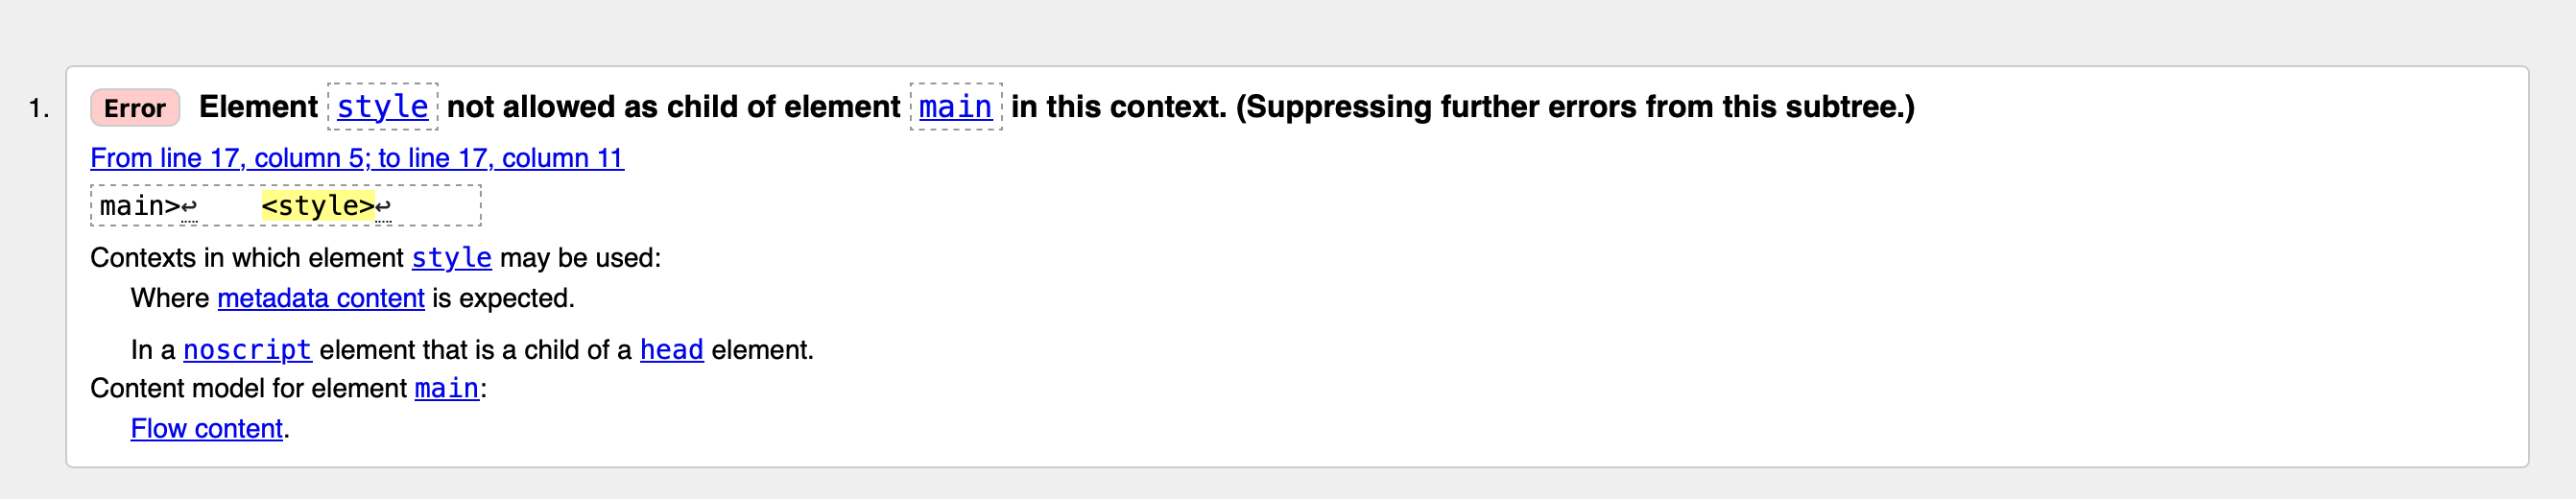 1. Error Element style not allowed as child of element main in this context. (Suppressing further errors from this subtree.)
From line 17, column 5; to line 17, column 11
main>↩ <style>↩
Contexts in which element style may be used:
Where metadata content is expected.
In a noscript element that is a child of a head element.
Content model for element main:
Flow content.